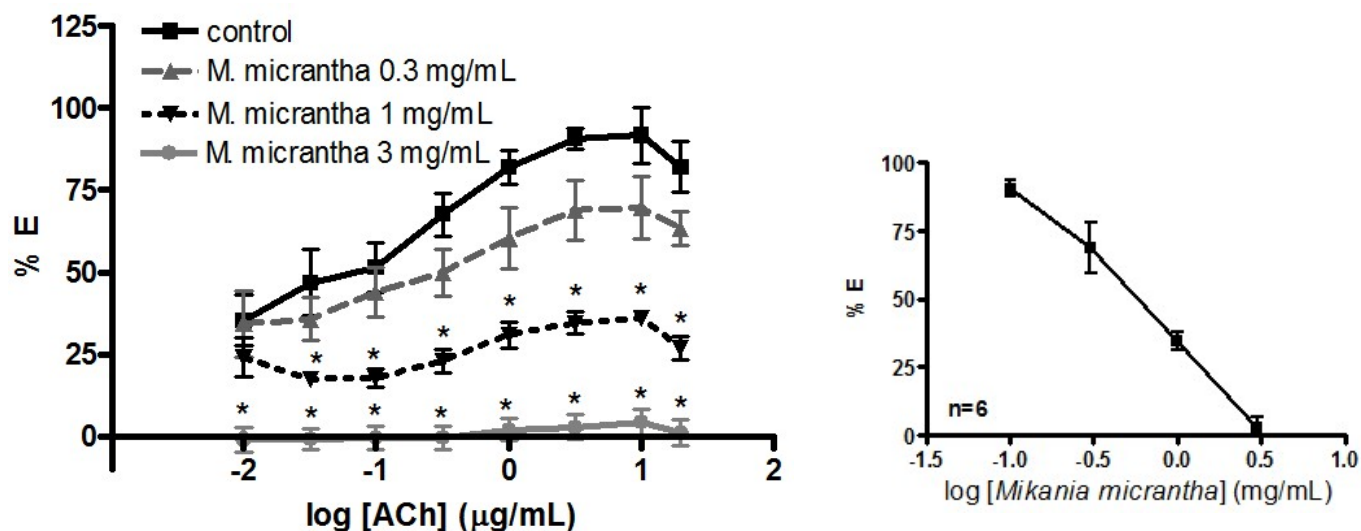 125
100
75
50
25
0
% E
control
M. micrantha 0.3 mg/mL
M. micrantha 1 mg/mL
M. micrantha 3 mg/mL
* * * * * * *
* * * * * * * *
-2 -1 0 1 2
log [ACh] (μg/mL)
100
75
50
25
0
% E
n=6
-1.5 -1.0 -0.5 0.0 0.5 1.0
log [Mikania micrantha] (mg/mL)